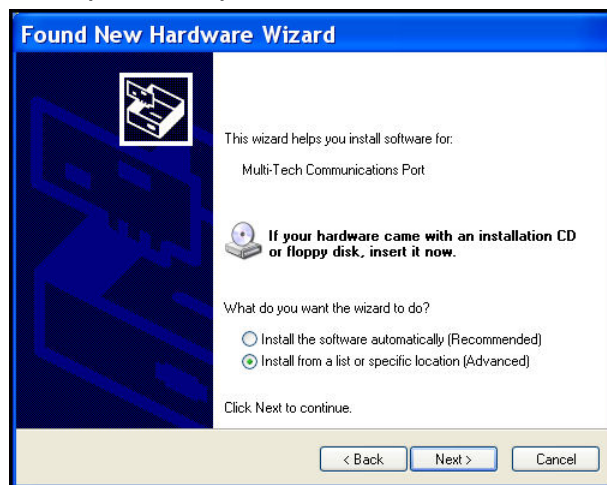 Found New Hardware Wizard
This wizard helps you install software for:
Multi-Tech Communications Port
If your hardware came with an installation CD
or floppy disk, insert it now.
What do you want the wizard to do?
Install the software automatically (Recommended)
Install from a list or specific location (Advanced)
Click Next to continue.
< Back Next > Cancel